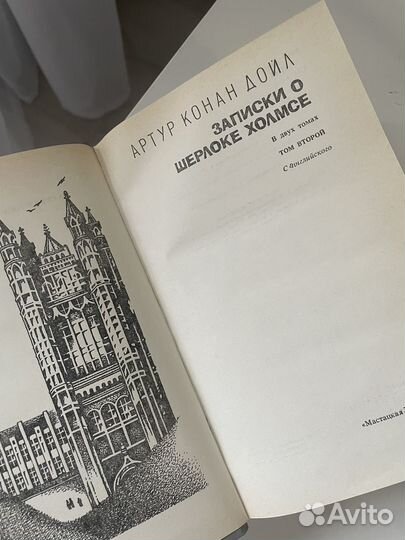 АРТУР КОНАН ДОЙЛ
ЗАПИСКИ О
ШЕРЛОКЕ ХОЛМСЕ
В двух томах
ТОМ ВТОРОЙ
С английского
«Мастацкая
Avito